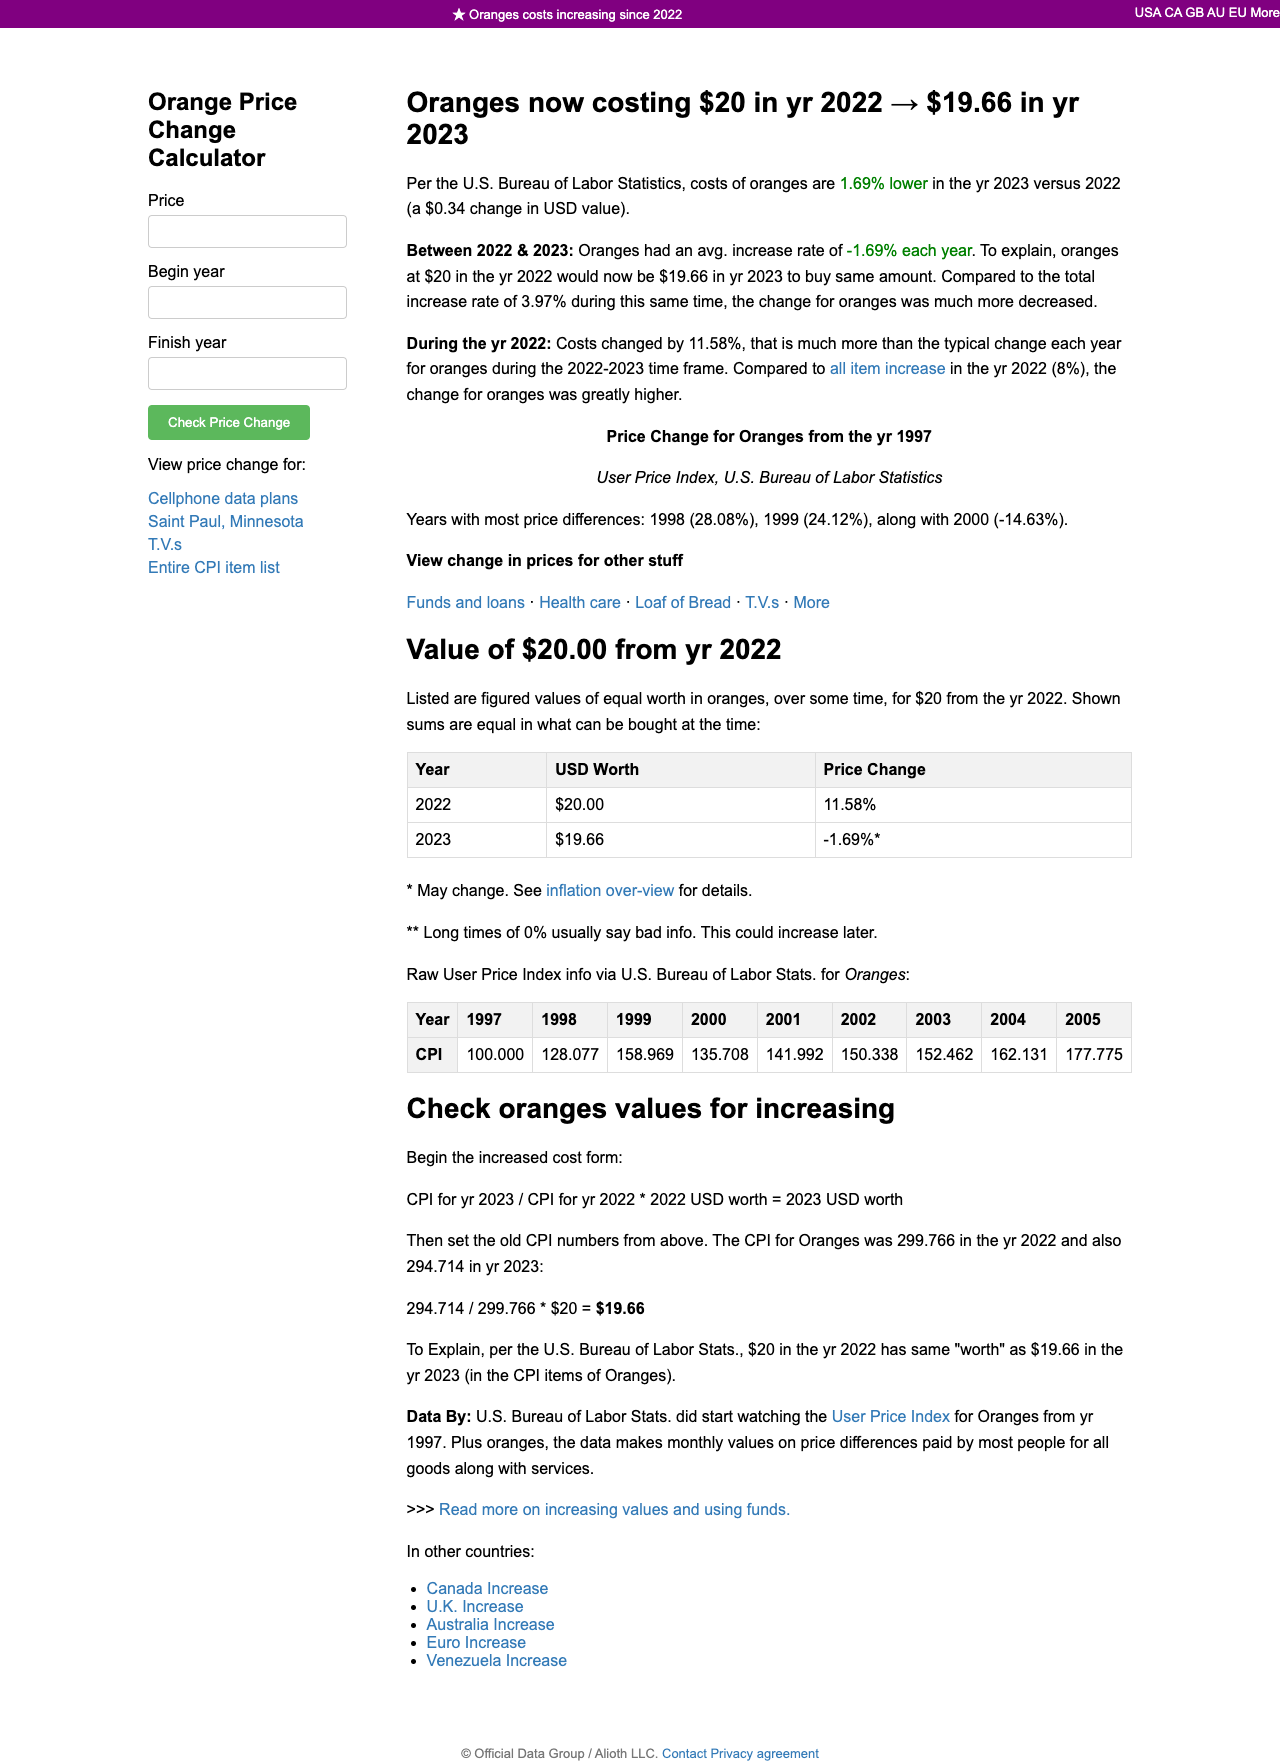 ★ Oranges costs increasing since 2022
USA CA GB AU EU More
Orange Price
Change
Calculator
Price
Begin year
Finish year
Check Price Change
View price change for:
Cellphone data plans
Saint Paul, Minnesota
T.V.s
Entire CPI item list
Oranges now costing $20 in yr 2022 → $19.66 in yr
2023
Per the U.S. Bureau of Labor Statistics, costs of oranges are 1.69% lower in the yr 2023 versus 2022
(a $0.34 change in USD value).
Between 2022 & 2023: Oranges had an avg. increase rate of -1.69% each year. To explain, oranges
at $20 in the yr 2022 would now be $19.66 in yr 2023 to buy same amount. Compared to the total
increase rate of 3.97% during this same time, the change for oranges was much more decreased.
During the yr 2022: Costs changed by 11.58%, that is much more than the typical change each year
for oranges during the 2022-2023 time frame. Compared to all item increase in the yr 2022 (8%), the
change for oranges was greatly higher.
Price Change for Oranges from the yr 1997
User Price Index, U.S. Bureau of Labor Statistics
Years with most price differences: 1998 (28.08%), 1999 (24.12%), along with 2000 (-14.63%).
View change in prices for other stuff
Funds and loans · Health care · Loaf of Bread · T.V.s · More
Value of $20.00 from yr 2022
Listed are figured values of equal worth in oranges, over some time, for $20 from the yr 2022. Shown
sums are equal in what can be bought at the time:
Year USD Worth Price Change
2022 $20.00 11.58%
2023 $19.66 -1.69%*
* May change. See inflation over-view for details.
** Long times of 0% usually say bad info. This could increase later.
Raw User Price Index info via U.S. Bureau of Labor Stats. for Oranges:
Year 1997 1998 1999 2000 2001 2002 2003 2004 2005
CPI 100.000 128.077 158.969 135.708 141.992 150.338 152.462 162.131 177.775
Check oranges values for increasing
Begin the increased cost form:
CPI for yr 2023 / CPI for yr 2022 * 2022 USD worth = 2023 USD worth
Then set the old CPI numbers from above. The CPI for Oranges was 299.766 in the yr 2022 and also
294.714 in yr 2023:
294.714 / 299.766 * $20 = $19.66
To Explain, per the U.S. Bureau of Labor Stats., $20 in the yr 2022 has same "worth" as $19.66 in the
yr 2023 (in the CPI items of Oranges).
Data By: U.S. Bureau of Labor Stats. did start watching the User Price Index for Oranges from yr
1997. Plus oranges, the data makes monthly values on price differences paid by most people for all
goods along with services.
>>> Read more on increasing values and using funds.
In other countries:
• Canada Increase
• U.K. Increase
• Australia Increase
• Euro Increase
• Venezuela Increase
© Official Data Group / Alioth LLC. Contact Privacy agreement